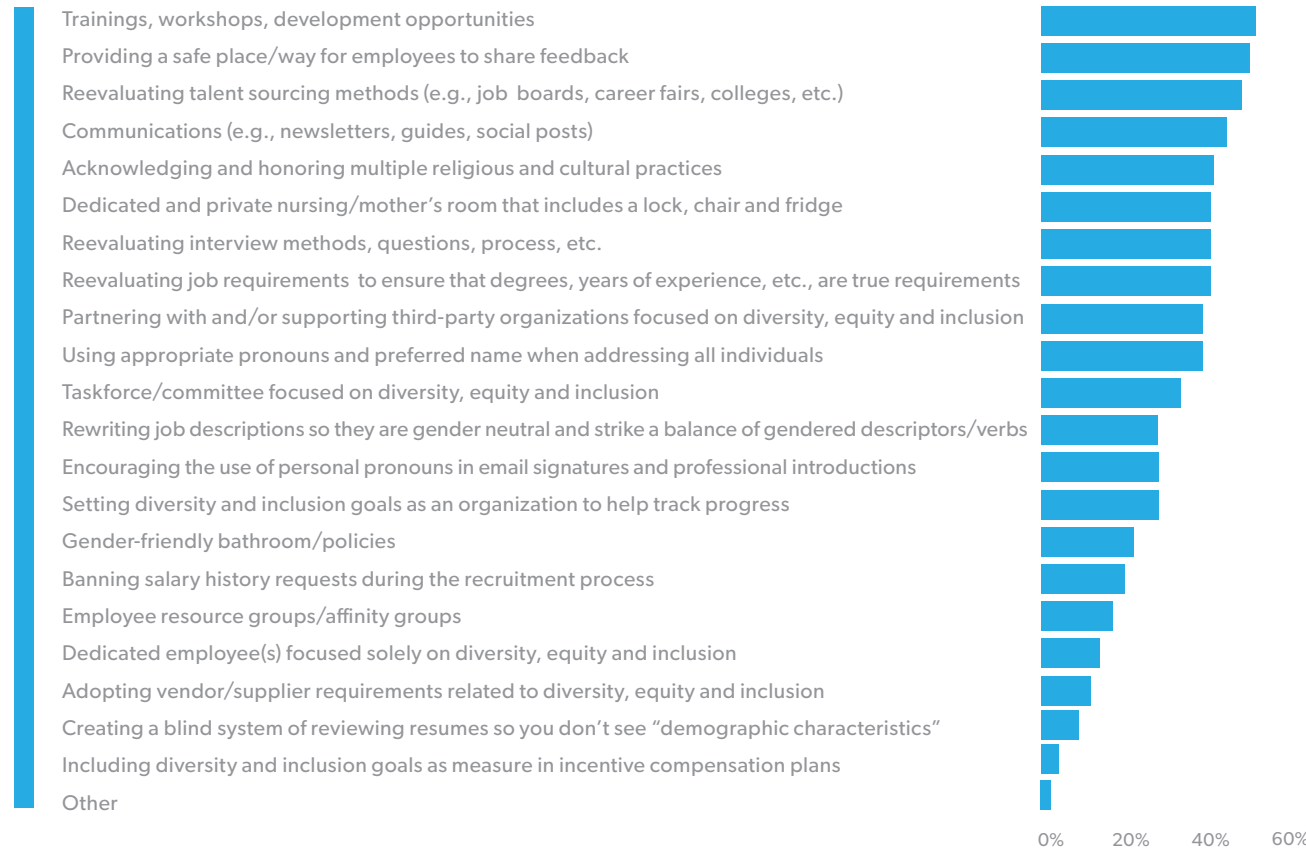 Trainings, workshops, development opportunities
Providing a safe place/way for employees to share feedback
Reevaluating talent sourcing methods (e.g., job  boards, career fairs, colleges, etc.)
Communications (e.g., newsletters, guides, social posts)
Acknowledging and honoring multiple religious and cultural practices
Dedicated and private nursing/mother’s room that includes a lock, chair and fridge
Reevaluating interview methods, questions, process, etc.
Reevaluating job requirements  to ensure that degrees, years of experience, etc., are true requirements
Partnering with and/or supporting third-party organizations focused on diversity, equity and inclusion
Using appropriate pronouns and preferred name when addressing all individuals
Taskforce/committee focused on diversity, equity and inclusion
Rewriting job descriptions so they are gender neutral and strike a balance of gendered descriptors/verbs
Encouraging the use of personal pronouns in email signatures and professional introductions
Setting diversity and inclusion goals as an organization to help track progress
Gender-friendly bathroom/policies
Banning salary history requests during the recruitment process
Employee resource groups/affinity groups
Dedicated employee(s) focused solely on diversity, equity and inclusion
Adopting vendor/supplier requirements related to diversity, equity and inclusion
Creating a blind system of reviewing resumes so you don’t see “demographic characteristics”
Including diversity and inclusion goals as measure in incentive compensation plans
Other
0% 20% 40% 60%